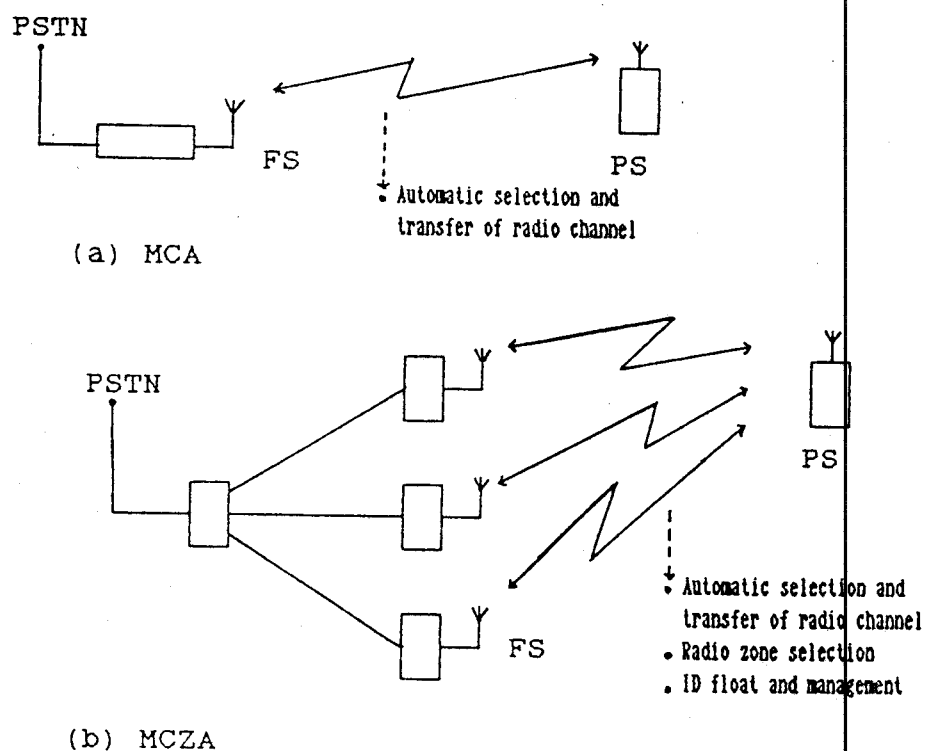 PSTN
FS
PS
• Automatic selection and
transfer of radio channel
(a) MCA
PSTN
PS
• Automatic selection and
transfer of radio channel
FS
• Radio zone selection
• ID float and management
(b) MCZA